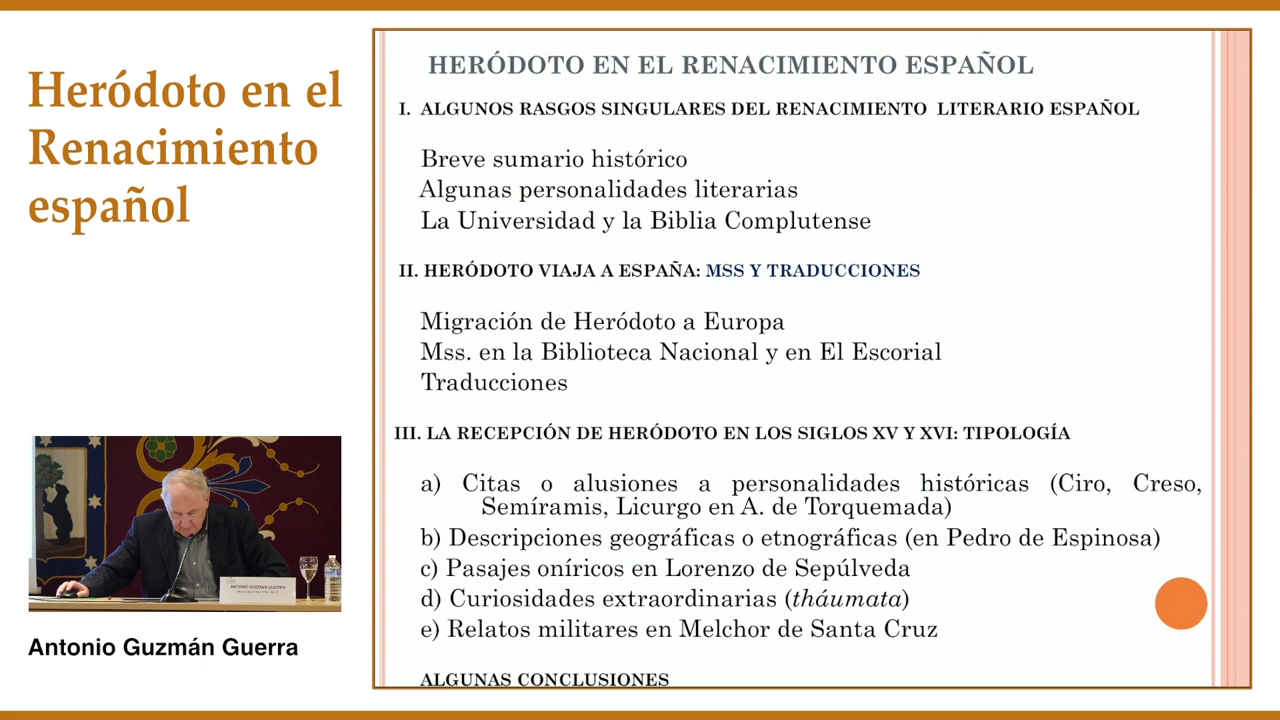 Heródoto en el
Renacimiento
español
Antonio Guzmán Guerra
HERÓDOTO EN EL RENACIMIENTO ESPAÑOL
I. ALGUNOS RASGOS SINGULARES DEL RENACIMIENTO LITERARIO ESPAÑOL
Breve sumario histórico
Algunas personalidades literarias
La Universidad y la Biblia Complutense
II. HERÓDOTO VIAJA A ESPAÑA: MSS Y TRADUCCIONES
Migración de Heródoto a Europa
Mss. en la Biblioteca Nacional y en El Escorial
Traducciones
III. LA RECEPCIÓN DE HERÓDOTO EN LOS SIGLOS XV Y XVI: TIPOLOGÍA
a) Citas o alusiones a personalidades históricas (Ciro, Creso,
Semíramis, Licurgo en A. de Torquemada)
b) Descripciones geográficas o etnográficas (en Pedro de Espinosa)
c) Pasajes oníricos en Lorenzo de Sepúlveda
d) Curiosidades extraordinarias (tháumata)
e) Relatos militares en Melchor de Santa Cruz
ALGUNAS CONCLUSIONES
ANTONIO GUZMÁN GUERRA